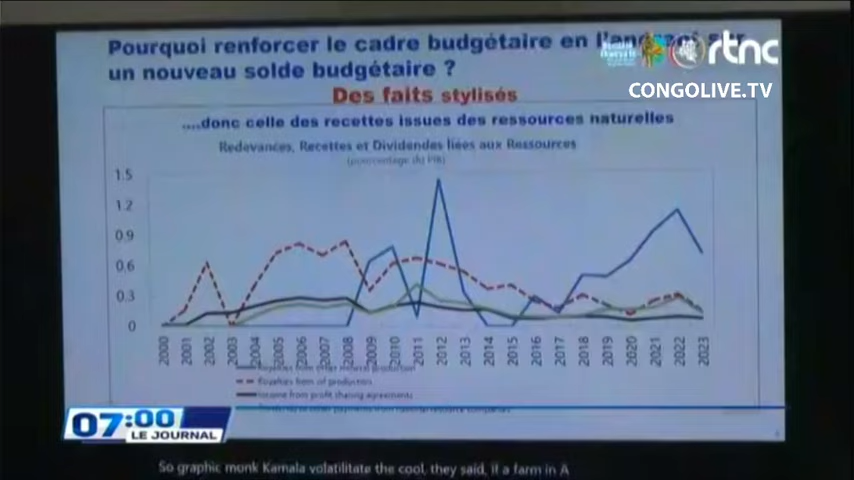 Pourquoi renforcer le cadre budgétaire en
un nouveau solde budgétaire ?
rtnc
CONGOLIVE.TV
Des faits stylisés
....donc celle des recettes issues des ressources naturelles
Redevances, Recettes et Dividendes liées aux Ressources
(pourcentage du PIB)
1.5
1.2
0.9
0.6
0.3
0
2000 2001 2002 2003 2004 2005 2006 2007 2008 2009 2010 2011 2012 2013 2014 2015 2016 2017 2018 2019 2020 2021 2022 2023
production
Royalties from oil production
Income from profit sharing agreements
07:00
LE JOURNAL
So graphic monk Kamala volatilitate the cool, they said, if a farm in A